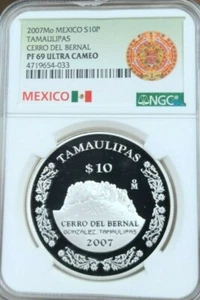 2007Mo MEXICO S10P
TAMAULIPAS
CERRO DEL BERNAL
PF 69 ULTRA CAMEO
4719654-033
MEXICO
NGC
TAMAULIPAS
$10
M
CERRO DEL BERNAL
GONZALEZ, TAMAULIPAS
2007